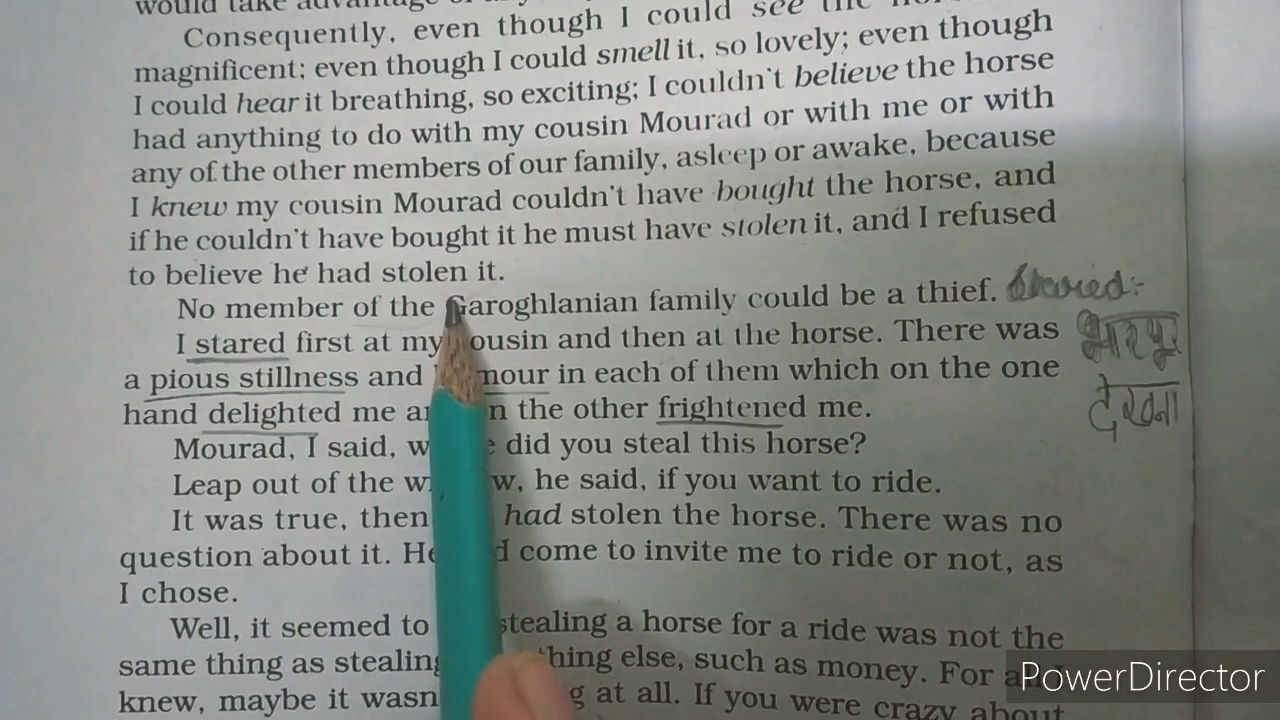 would take
Consequently, even though I could see the
magnificent; even though I could smell it, so lovely; even though
I could hear it breathing, so exciting; I couldn't believe the horse
had anything to do with my cousin Mourad or with me or with
any of the other members of our family, asleep or awake, because
I knew my cousin Mourad couldn't have bought the horse, and
if he couldn't have bought it he must have stolen it, and I refused
to believe he had stolen it.
No member of the Garoghlanian family could be a thief.
I stared first at my cousin and then at the horse. There was
a pious stillness and in each of them which on the one
hand delighted me on the other frightened me.
Mourad, I said, did you steal this horse?
Leap out of the he said, if you want to ride.
It was true, then had stolen the horse. There was no
question about it. He come to invite me to ride or not, as
I chose.
Well, it seemed to stealing a horse for a ride was not the
same thing as stealing else, such as money. For
knew, maybe it at all. If you were crazy about
Stared:-
देखना
PowerDirector